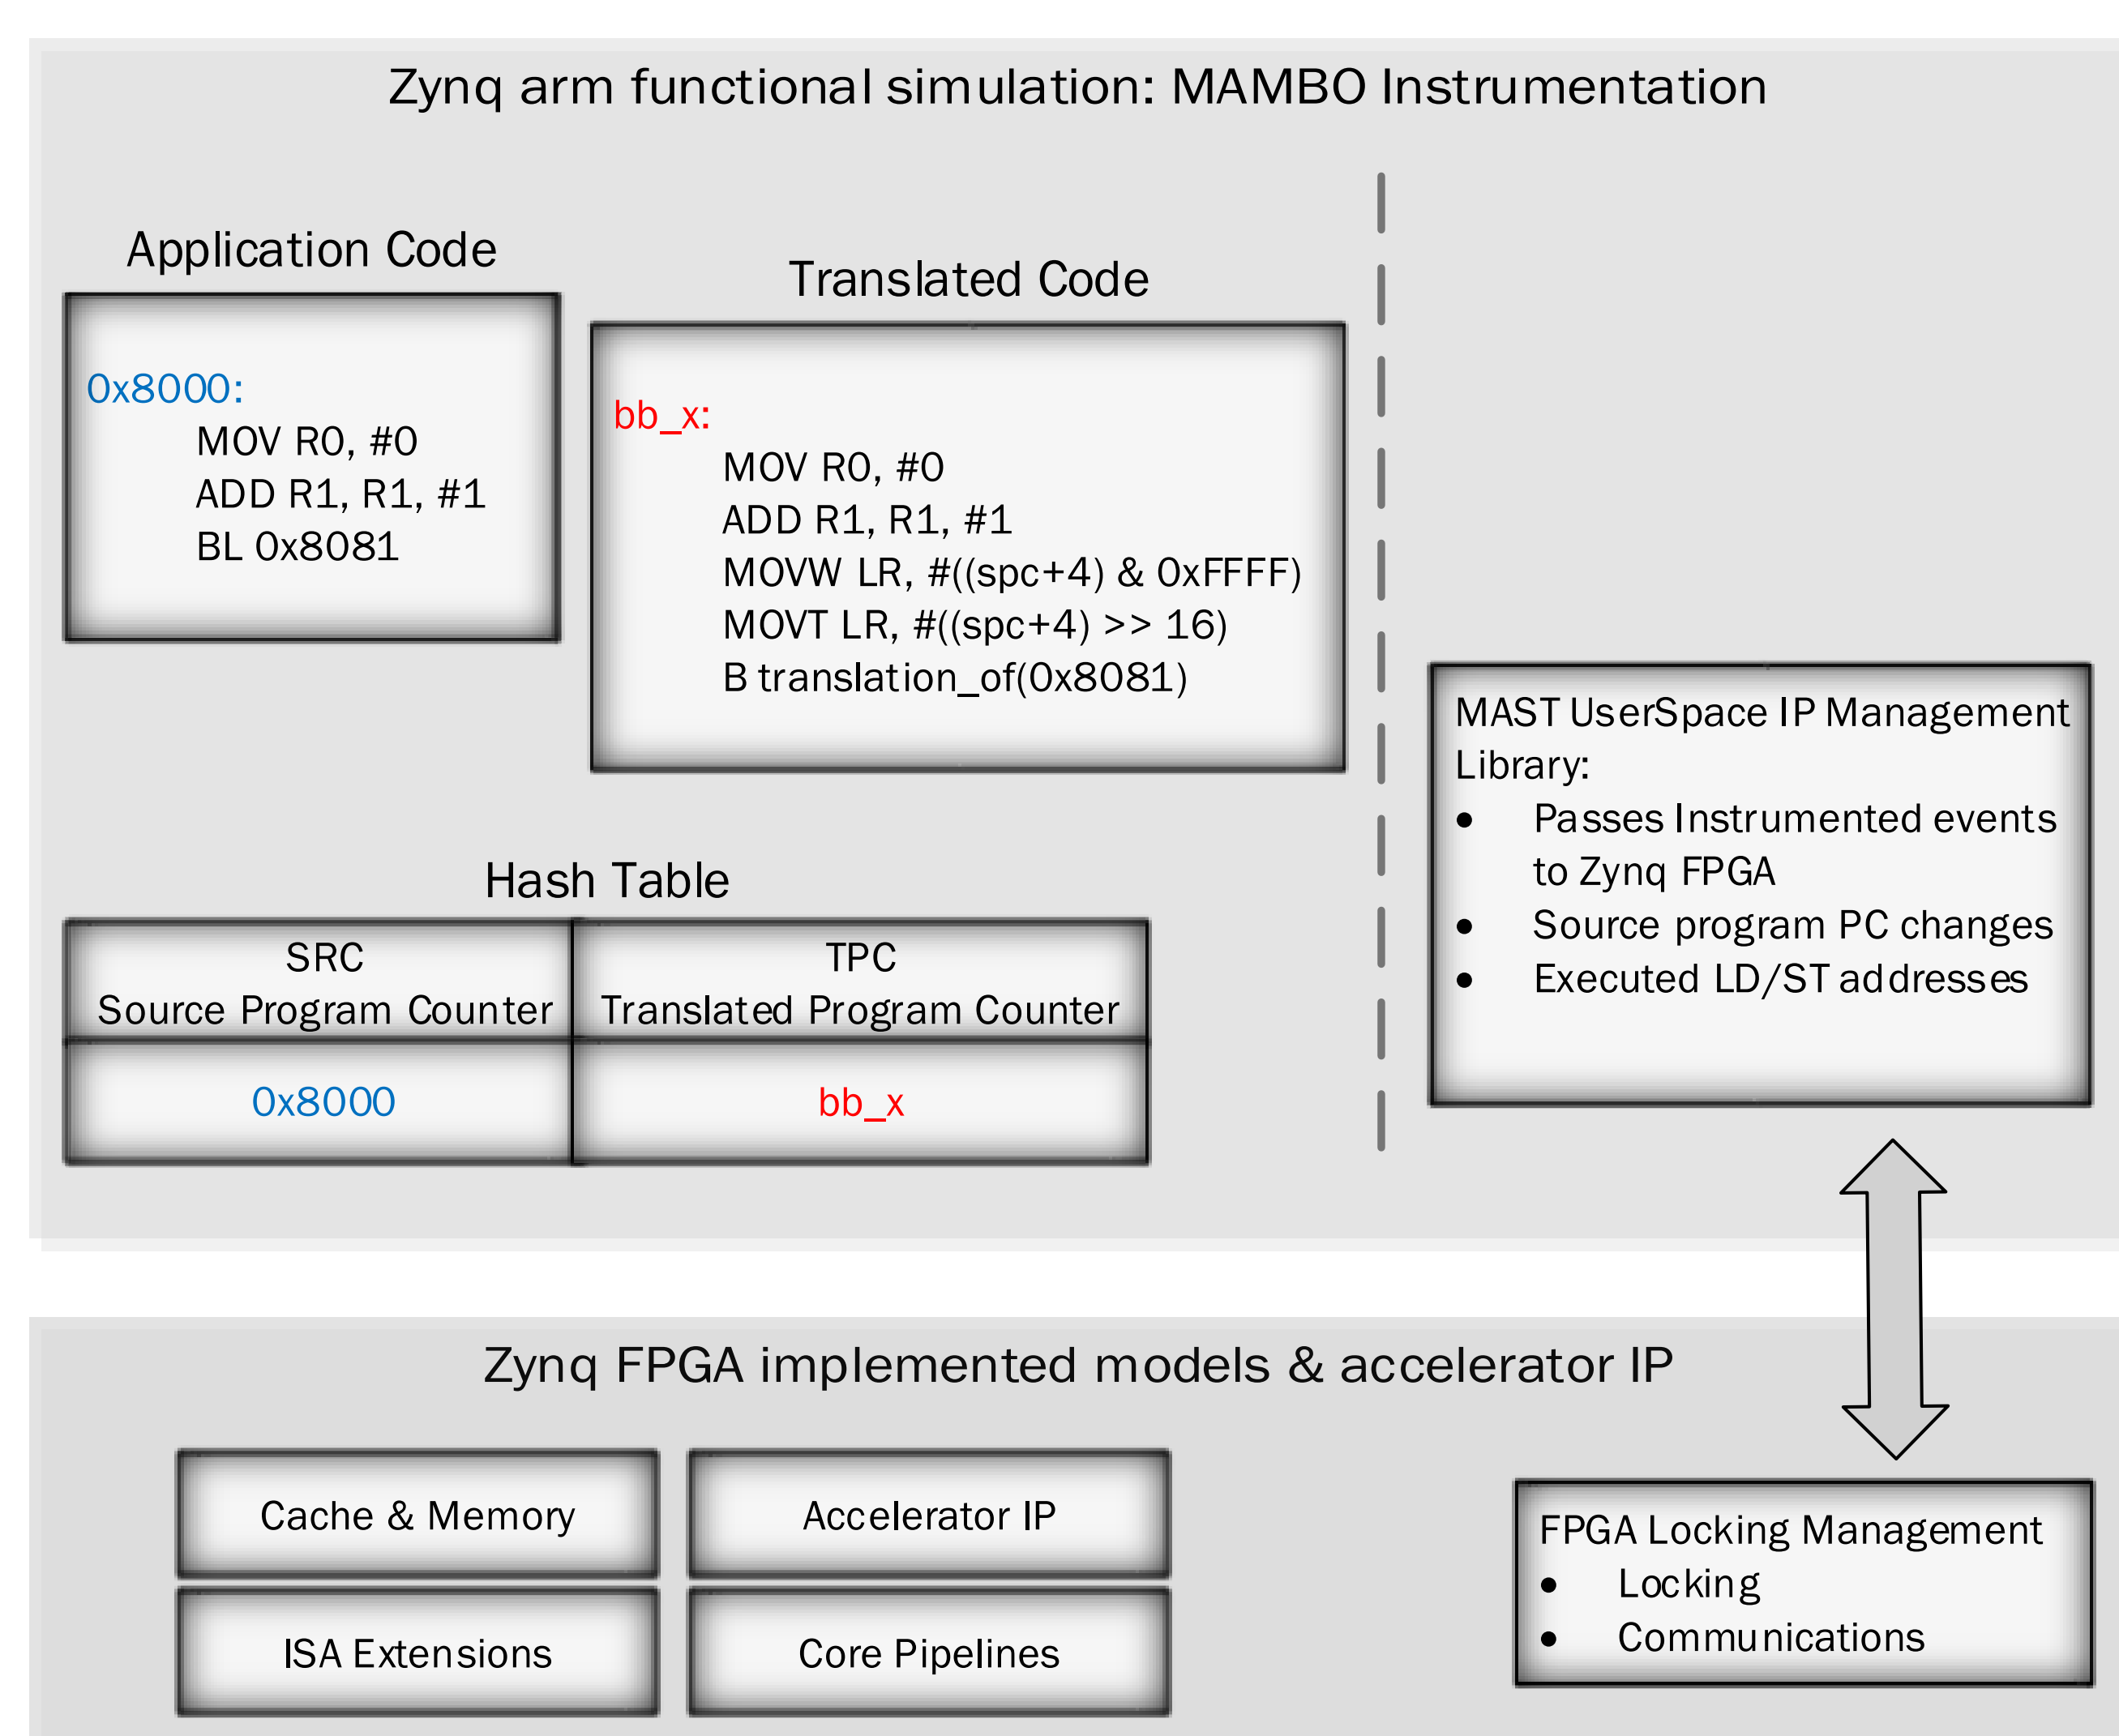 Zynq arm functional simulation: MAMBO Instrumentation
Application Code
0x8000:
MOV R0, #0
ADD R1, R1, #1
BL 0x8081
Translated Code
bb_x:
MOV R0, #0
ADD R1, R1, #1
MOVW LR, #((spc+4) & 0xFFFF)
MOVT LR, #((spc+4) >> 16)
B translation_of(0x8081)
Hash Table
SRC
Source Program Counter
TPC
Translated Program Counter
0x8000
bb_x
MAST UserSpace IP Management
Library:
● Passes Instrumented events
to Zynq FPGA
● Source program PC changes
● Executed LD/ST addresses
Zynq FPGA implemented models & accelerator IP
Cache & Memory
Accelerator IP
ISA Extensions
Core Pipelines
FPGA Locking Management
● Locking
● Communications